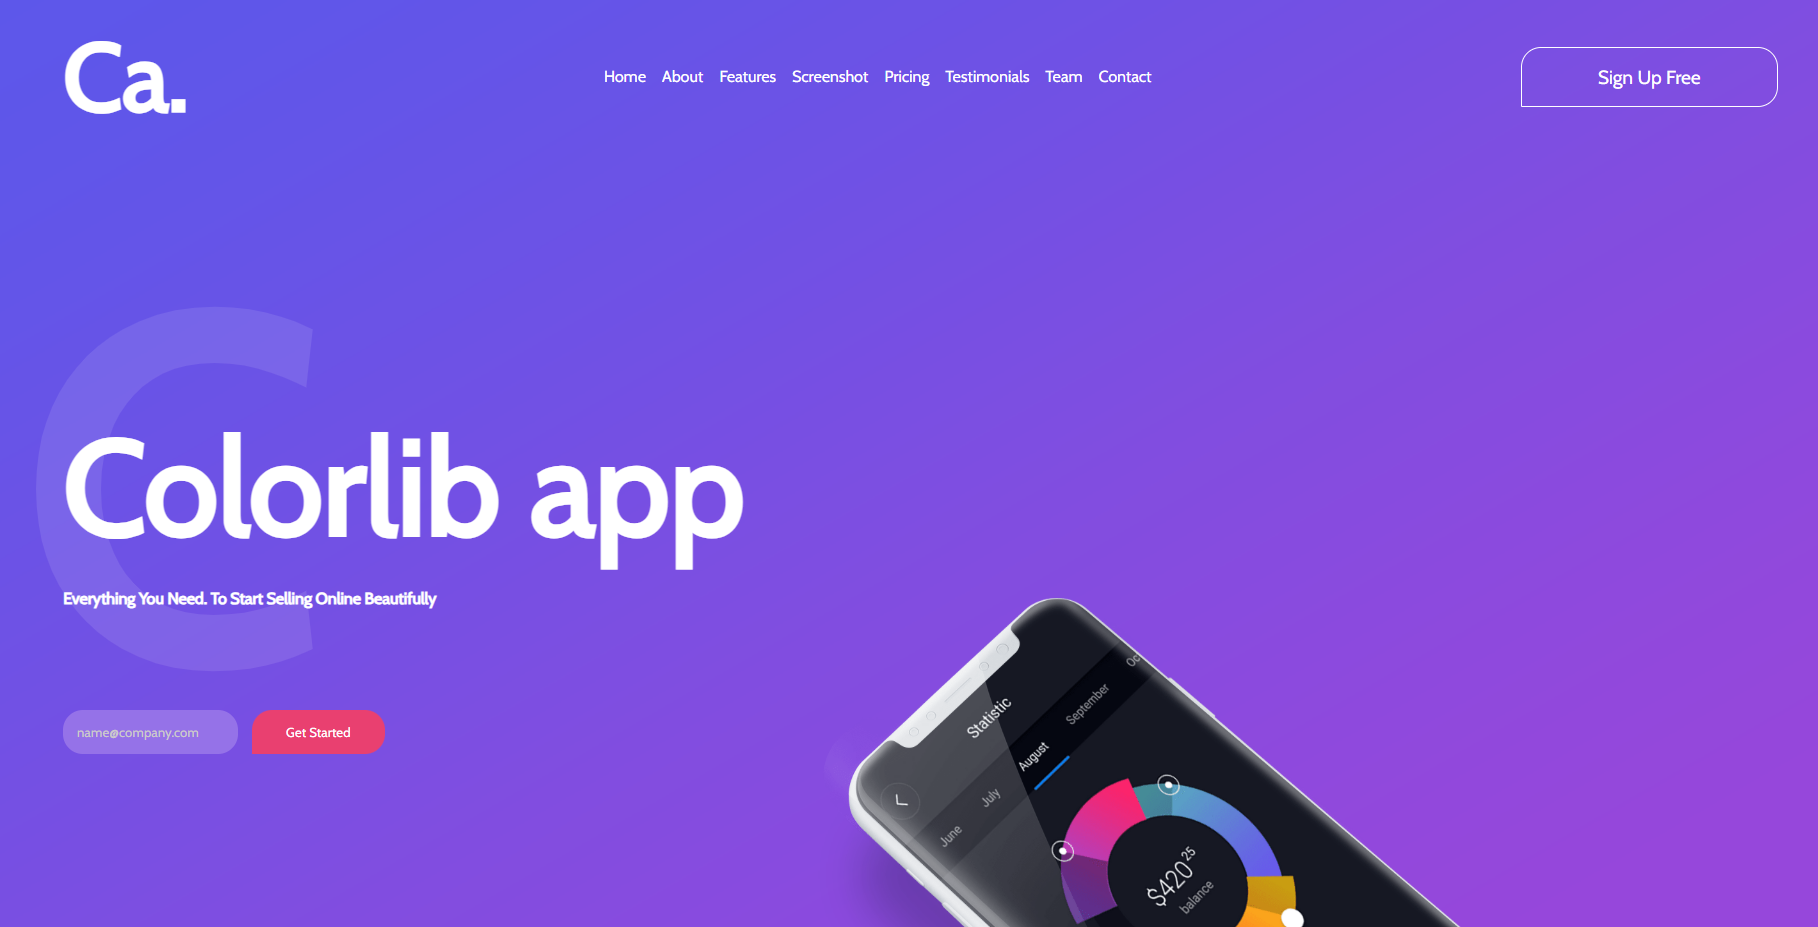 Ca.
Home About Features Screenshot Pricing Testimonials Team Contact
Sign Up Free
C
Colorlib app
Everything You Need. To Start Selling Online Beautifully
name@company.com
Get Started
Statistic
June July August September Oc
$420 25
balance